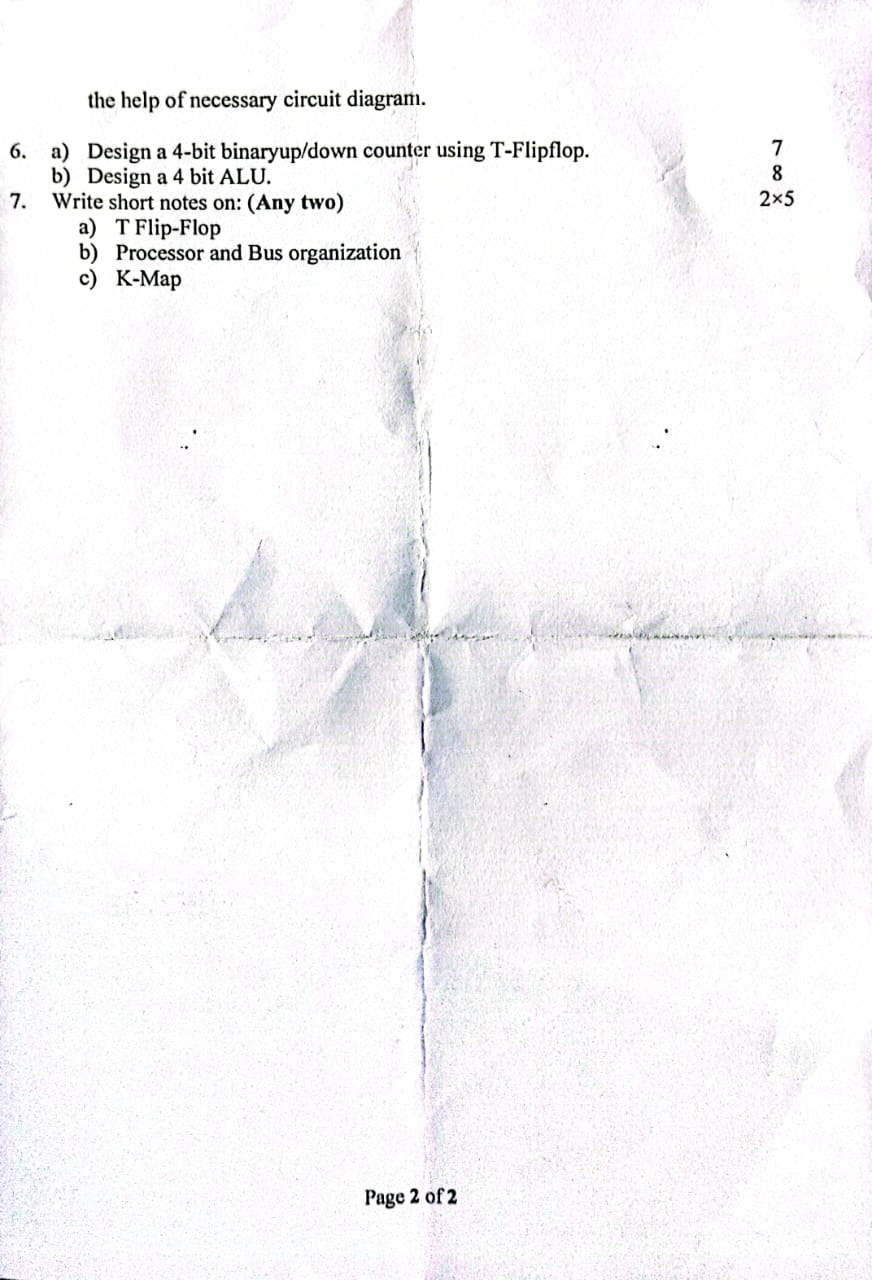 the help of necessary circuit diagram.
6. a) Design a 4-bit binaryup/down counter using T-Flipflop. 7
b) Design a 4 bit ALU. 8
7. Write short notes on: (Any two) 2×5
a) T Flip-Flop
b) Processor and Bus organization
c) K-Map
Page 2 of 2